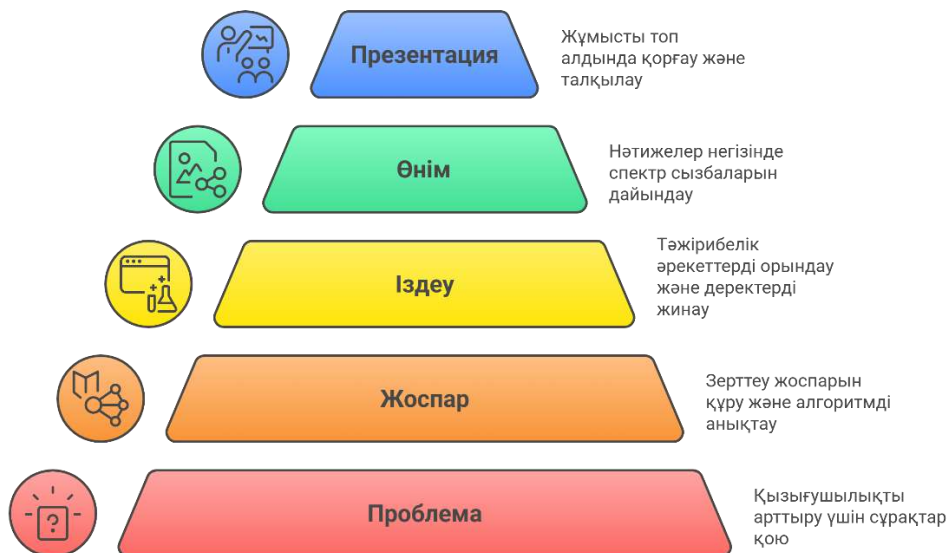 Презентация
Жұмысты топ
алдында қорғау және
талқылау
Өнім
Нәтижелер негізінде
спектр сызбаларын
дайындау
Іздеу
Тәжірибелік
әрекеттерді орындау
және деректерді
жинау
Жоспар
Зерттеу жоспарын
құру және алгоритмді
анықтау
Проблема
Қызығушылықты
арттыру үшін сұрақтар
қою